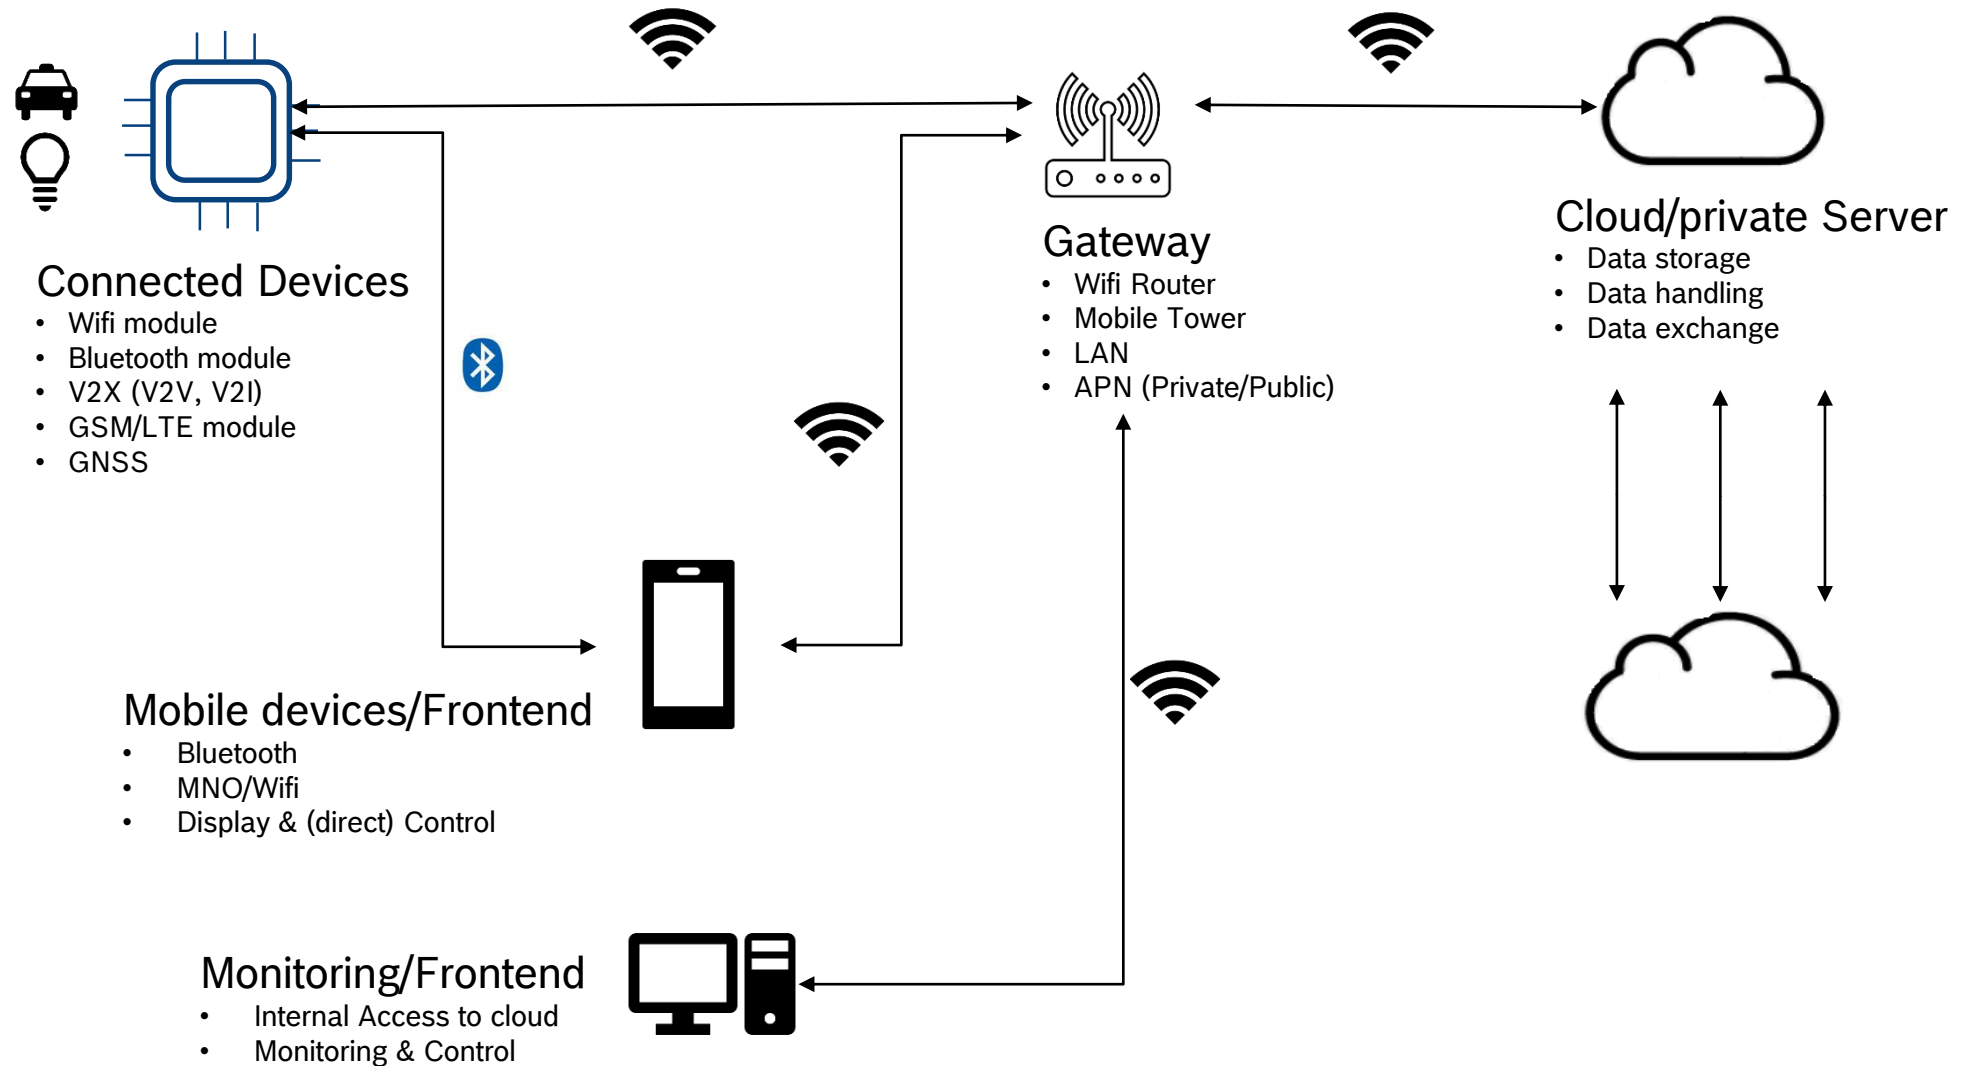 Connected Devices
• Wifi module
• Bluetooth module
• V2X (V2V, V2I)
• GSM/LTE module
• GNSS
Gateway
• Wifi Router
• Mobile Tower
• LAN
• APN (Private/Public)
Cloud/private Server
• Data storage
• Data handling
• Data exchange
Mobile devices/Frontend
• Bluetooth
• MNO/Wifi
• Display & (direct) Control
Monitoring/Frontend
• Internal Access to cloud
• Monitoring & Control